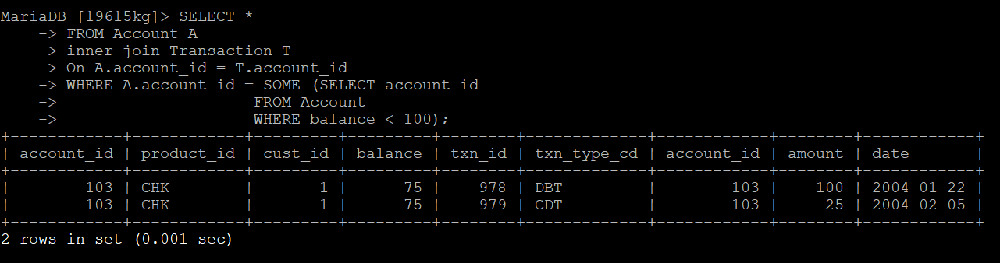 MariaDB [19615kg]> SELECT *
    -> FROM Account A
    -> inner join Transaction T
    -> On A.account_id = T.account_id
    -> WHERE A.account_id = SOME (SELECT account_id
    ->                     FROM Account
    ->                     WHERE balance < 100);
+------------+------------+---------+---------+--------+-------------+------------+--------+------------+
| account_id | product_id | cust_id | balance | txn_id | txn_type_cd | account_id | amount | date       |
+------------+------------+---------+---------+--------+-------------+------------+--------+------------+
|        103 | CHK        |       1 |      75 |    978 | DBT         |        103 |    100 | 2004-01-22 |
|        103 | CHK        |       1 |      75 |    979 | CDT         |        103 |     25 | 2004-02-05 |
+------------+------------+---------+---------+--------+-------------+------------+--------+------------+
2 rows in set (0.001 sec)